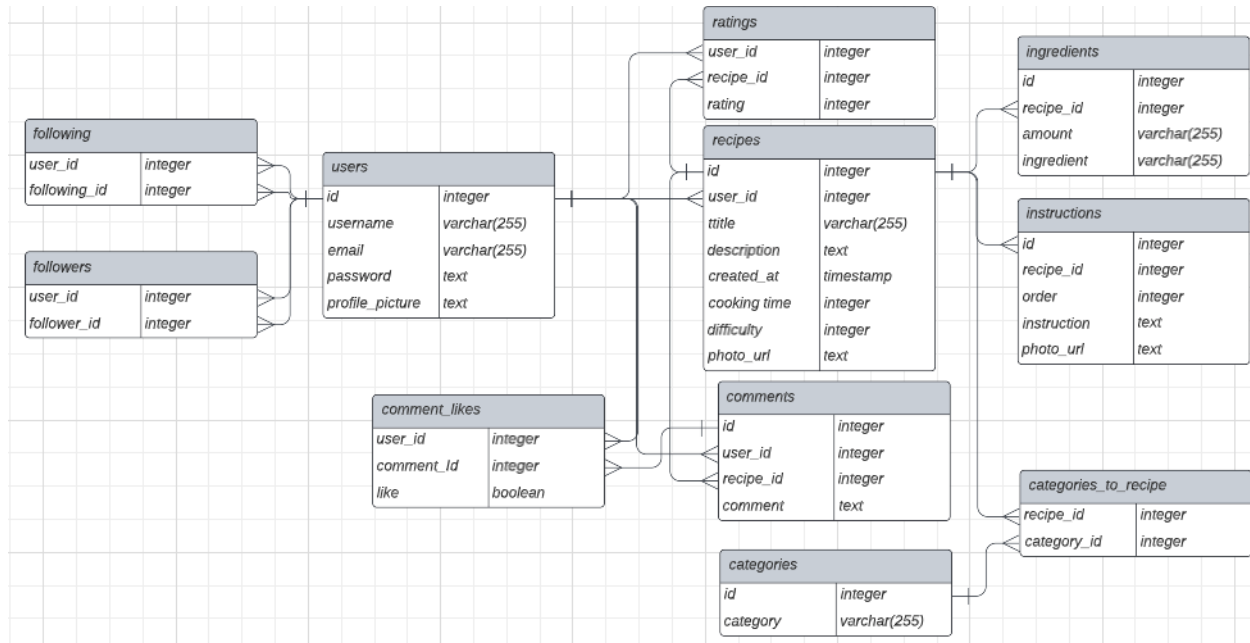 ratings
user_id integer
recipe_id integer
rating integer
ingredients
id integer
recipe_id integer
amount varchar(255)
ingredient varchar(255)
following
user_id integer
following_id integer
users
id integer
username varchar(255)
email varchar(255)
password text
profile_picture text
recipes
id integer
user_id integer
ttitle varchar(255)
description text
created_at timestamp
cooking time integer
difficulty integer
photo_url text
instructions
id integer
recipe_id integer
order integer
instruction text
photo_url text
followers
user_id integer
follower_id integer
comment_likes
user_id integer
comment_Id integer
like boolean
comments
id integer
user_id integer
recipe_id integer
comment text
categories_to_recipe
recipe_id integer
category_id integer
categories
id integer
category varchar(255)